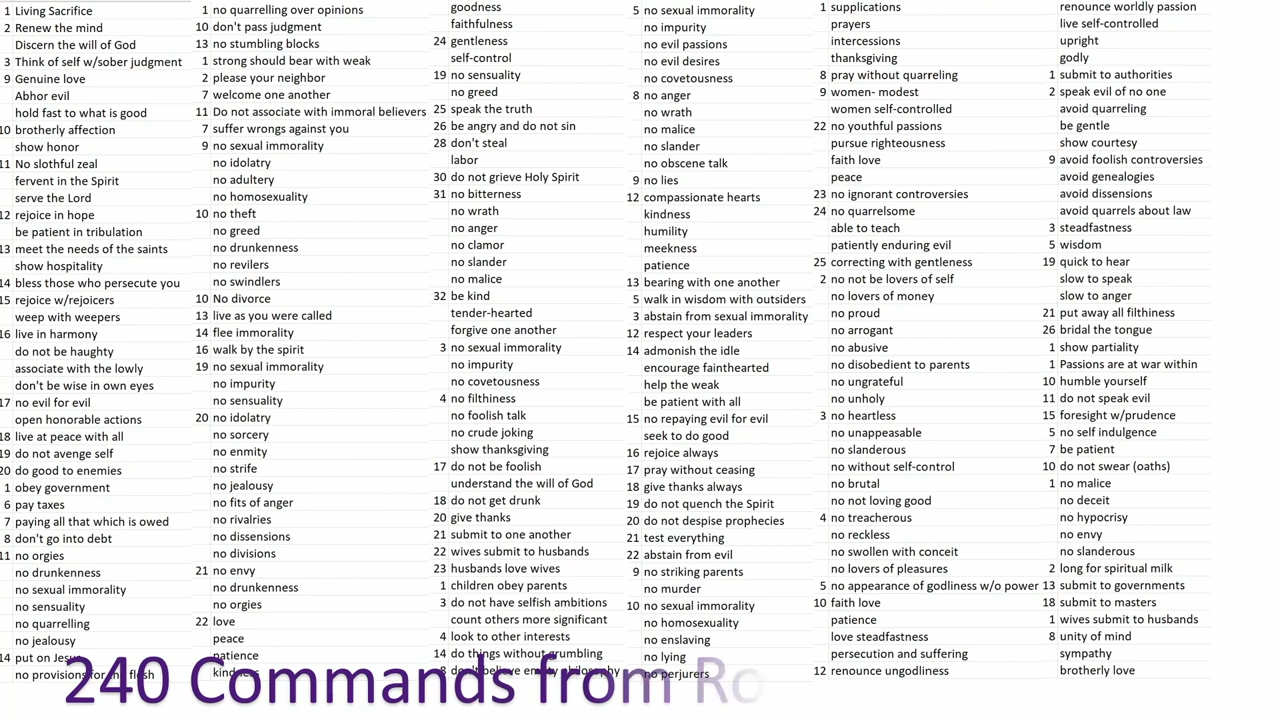 1 Living Sacrifice
2 Renew the mind
Discern the will of God
3 Think of self w/sober judgment
9 Genuine love
Abhor evil
hold fast to what is good
10 brotherly affection
show honor
11 No slothful zeal
fervent in the Spirit
serve the Lord
12 rejoice in hope
be patient in tribulation
13 meet the needs of the saints
show hospitality
14 bless those who persecute you
15 rejoice w/rejoicers
weep with weepers
16 live in harmony
do not be haughty
associate with the lowly
don't be wise in own eyes
17 no evil for evil
open honorable actions
18 live at peace with all
19 do not avenge self
20 do good to enemies
1 obey government
6 pay taxes
7 paying all that which is owed
8 don't go into debt
11 no orgies
no drunkenness
no sexual immorality
no sensuality
no quarrelling
no jealousy
14 put on Jesus
no provisions for the flesh
1 no quarrelling over opinions
10 don't pass judgment
13 no stumbling blocks
1 strong should bear with weak
2 please your neighbor
7 welcome one another
11 Do not associate with immoral believers
7 suffer wrongs against you
9 no sexual immorality
no idolatry
no adultery
no homosexuality
10 no theft
no greed
no drunkenness
no revilers
no swindlers
10 No divorce
13 live as you were called
14 flee immorality
16 walk by the spirit
19 no sexual immorality
no impurity
no sensuality
20 no idolatry
no sorcery
no enmity
no strife
no jealousy
no fits of anger
no rivalries
no dissensions
no divisions
21 no envy
no drunkenness
no orgies
22 love
peace
patience
kindness
goodness
faithfulness
24 gentleness
self-control
19 no sensuality
no greed
25 speak the truth
26 be angry and do not sin
28 don't steal
labor
30 do not grieve Holy Spirit
31 no bitterness
no wrath
no anger
no clamor
no slander
no malice
32 be kind
tender-hearted
forgive one another
3 no sexual immorality
no impurity
no covetousness
4 no filthiness
no foolish talk
no crude joking
show thanksgiving
17 do not be foolish
understand the will of God
18 do not get drunk
20 give thanks
21 submit to one another
22 wives submit to husbands
23 husbands love wives
1 children obey parents
3 do not have selfish ambitions
count others more significant
4 look to other interests
14 do things without grumbling
8 don't believe empty philosophy
5 no sexual immorality
no impurity
no evil passions
no evil desires
no covetousness
8 no anger
no wrath
no malice
no slander
no obscene talk
9 no lies
12 compassionate hearts
kindness
humility
meekness
patience
13 bearing with one another
5 walk in wisdom with outsiders
3 abstain from sexual immorality
12 respect your leaders
14 admonish the idle
encourage fainthearted
help the weak
be patient with all
15 no repaying evil for evil
seek to do good
16 rejoice always
17 pray without ceasing
18 give thanks always
19 do not quench the Spirit
20 do not despise prophecies
21 test everything
22 abstain from evil
9 no striking parents
no murder
10 no sexual immorality
no homosexuality
no enslaving
no lying
no perjurers
1 supplications
prayers
intercessions
thanksgiving
8 pray without quareling
9 women- modest
women self-controlled
22 no youthful passions
pursue righteousness
faith love
peace
23 no ignorant controversies
24 no quarrelsome
able to teach
patiently enduring evil
25 correcting with gentleness
2 no not be lovers of self
no lovers of money
no proud
no arrogant
no abusive
no disobedient to parents
no ungrateful
no unholy
3 no heartless
no unappeasable
no slanderous
no without self-control
no brutal
no not loving good
4 no treacherous
no reckless
no swollen with conceit
no lovers of pleasures
5 no appearance of godliness w/o power
10 faith love
patience
love steadfastness
persecution and suffering
12 renounce ungodliness
renounce worldly passion
live self-controlled
upright
godly
1 submit to authorities
2 speak evil of no one
avoid quareling
be gentle
show courtesy
9 avoid foolish controversies
avoid genealogies
avoid dissensions
avoid quarrels about law
3 steadfastness
5 wisdom
19 quick to hear
slow to speak
slow to anger
21 put away all filthiness
26 bridal the tongue
1 show partiality
1 Passions are at war within
10 humble yourself
11 do not speak evil
15 foresight w/prudence
5 no self indulgence
7 be patient
10 do not swear (oaths)
1 no malice
no deceit
no hypocrisy
no envy
no slanderous
2 long for spiritual milk
13 submit to governments
18 submit to masters
1 wives submit to husbands
8 unity of mind
sympathy
brotherly love
240 Commands from Ro